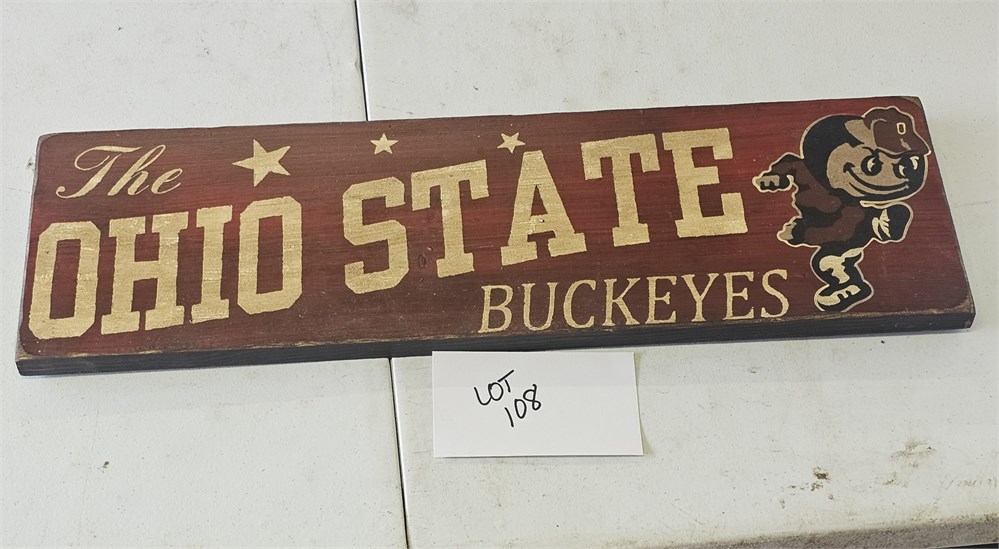 The
OHIO STATE
BUCKEYES
LOT
108